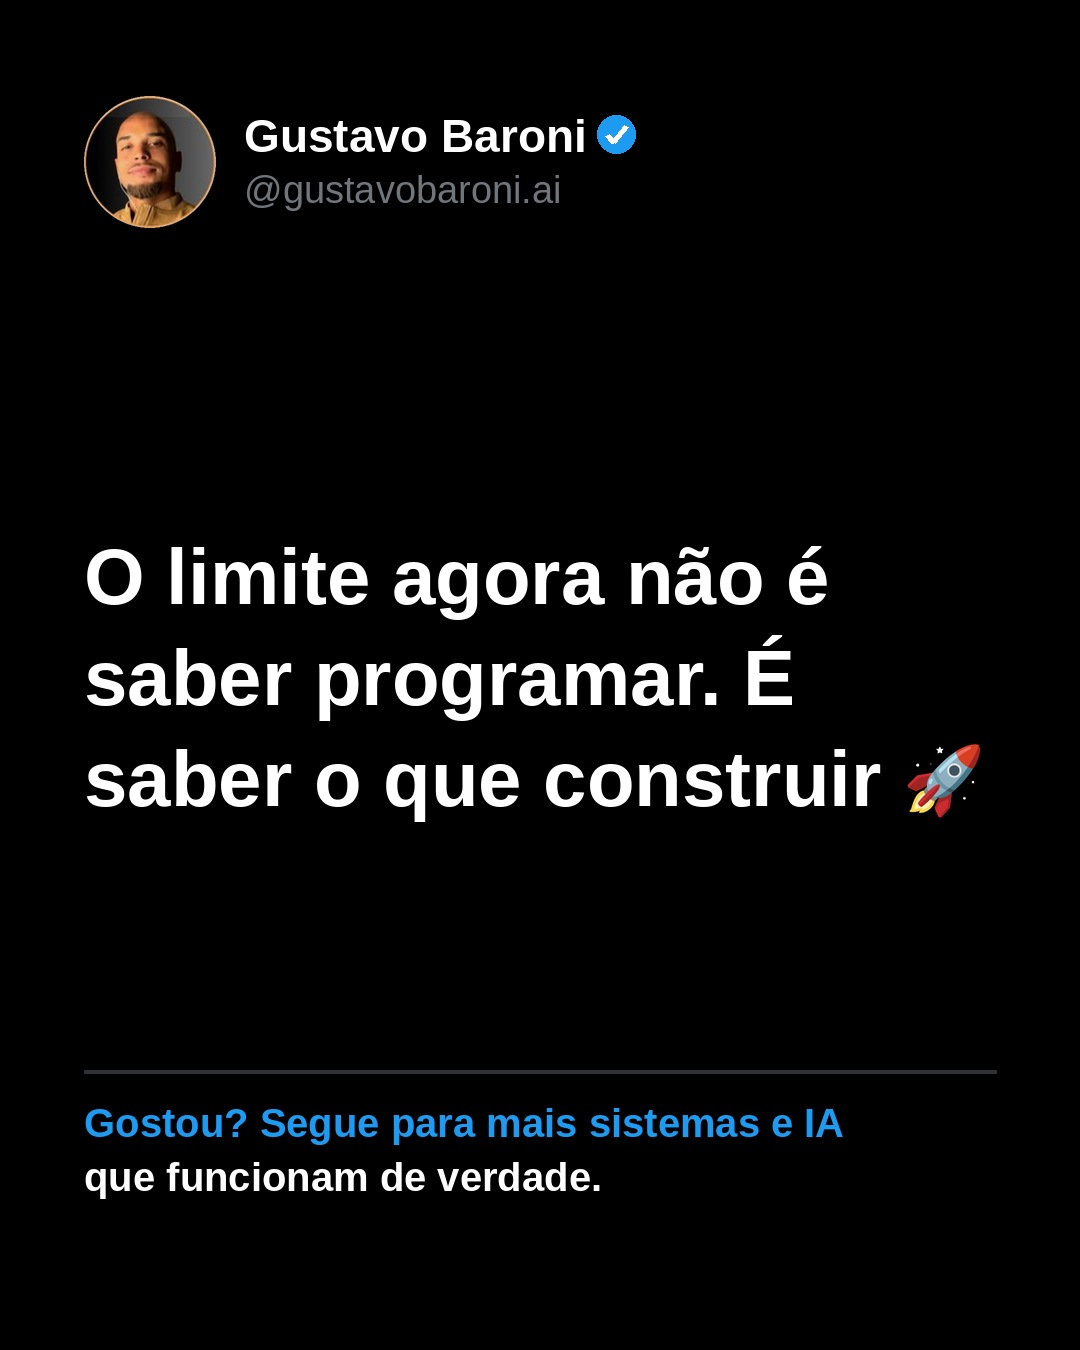 Gustavo Baroni
@gustavobaroni.ai
O limite agora não é
saber programar. É
saber o que construir 🚀
Gostou? Segue para mais sistemas e IA
que funcionam de verdade.